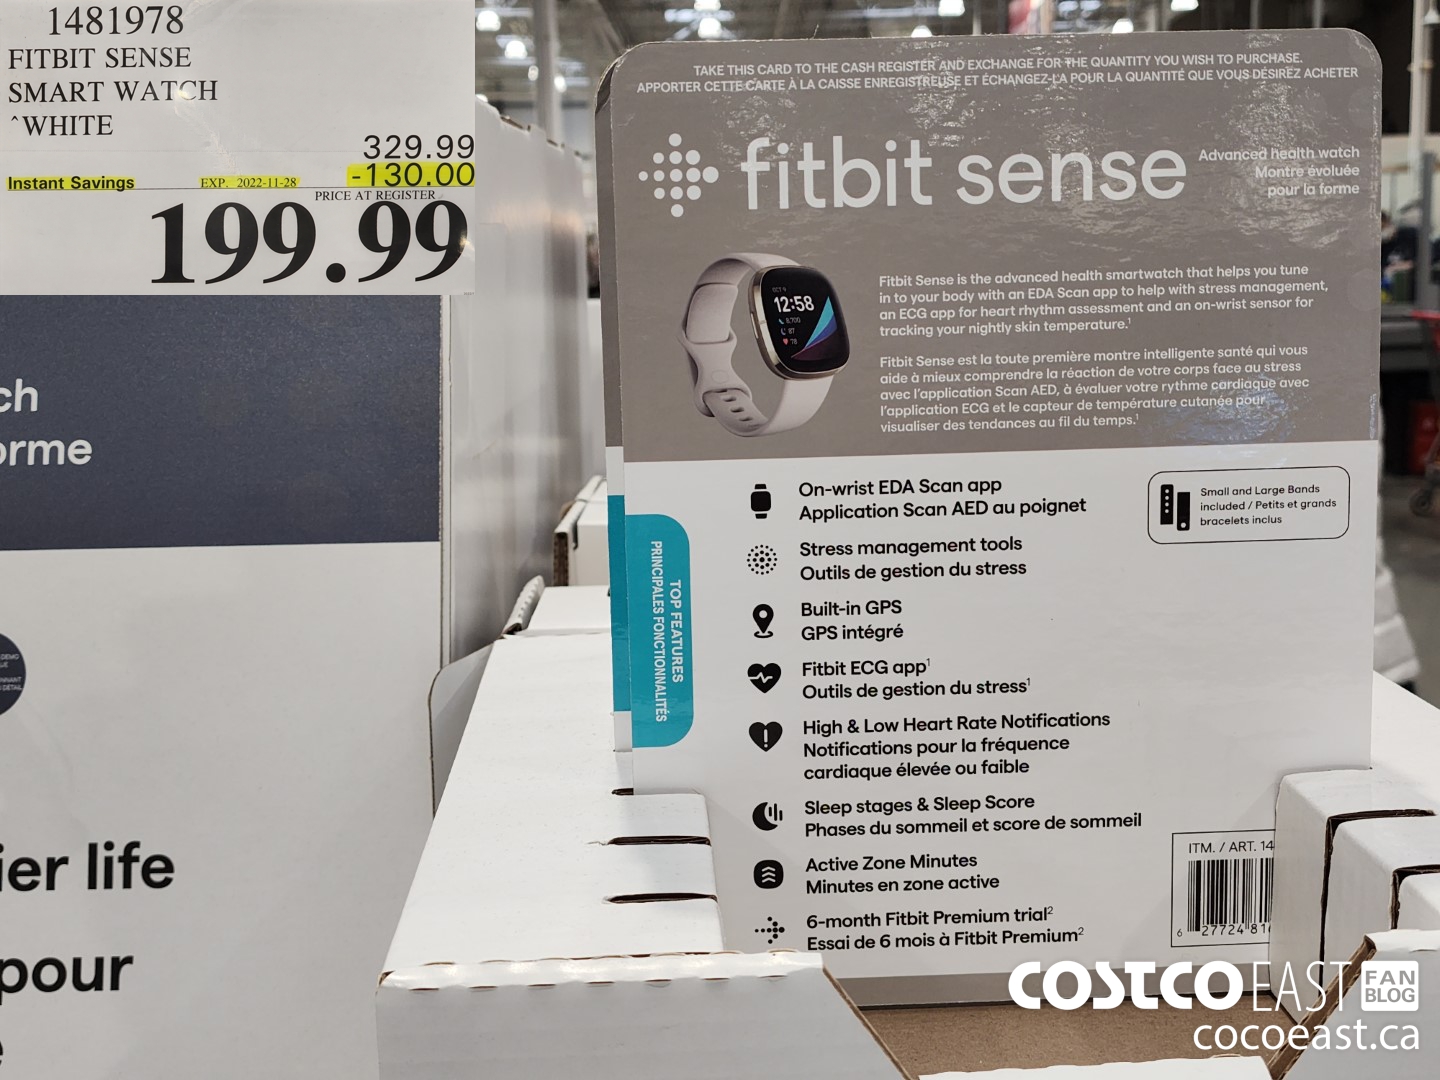 1481978
FITBIT SENSE
SMART WATCH
^WHITE
329.99
Instant Savings EXP. 2022-11-28 -130.00
PRICE AT REGISTER
199.99
ch
orme
ier life
pour
TAKE THIS CARD TO THE CASH REGISTER AND EXCHANGE FOR THE QUANTITY YOU WISH TO PURCHASE.
APPORTER CETTE CARTE À LA CAISSE ENREGISTREUSE ET ÉCHANGEZ-LA POUR LA QUANTITÉ QUE VOUS DÉSIREZ ACHETER
fitbit sense
Advanced health watch
Montre évoluée
pour la forme
12:58
Fitbit Sense is the advanced health smartwatch that helps you tune
in to your body with an EDA Scan app to help with stress management,
an ECG app for heart rhythm assessment and an on-wrist sensor for
tracking your nightly skin temperature.¹
Fitbit Sense est la toute première montre intelligente santé qui vous
aide à mieux comprendre la réaction de votre corps face au stress
avec l'application Scan AED, à évaluer votre rythme cardiaque avec
l'application ECG et le capteur de température cutanée pour
visualiser des tendances au fil du temps.¹
TOP FEATURES
PRINCIPALES FONCTIONNALITÉS
On-wrist EDA Scan app
Application Scan AED au poignet
Small and Large Bands
included / Petits et grands
bracelets inclus
Stress management tools
Outils de gestion du stress
Built-in GPS
GPS intégré
Fitbit ECG app¹
Outils de gestion du stress¹
High & Low Heart Rate Notifications
Notifications pour la fréquence
cardiaque élevée ou faible
Sleep stages & Sleep Score
Phases du sommeil et score de sommeil
Active Zone Minutes
Minutes en zone active
6-month Fitbit Premium trial²
Essai de 6 mois à Fitbit Premium²
ITM. / ART. 14
6 27724 81
COSTCO EAST FAN BLOG
cocoeast.ca